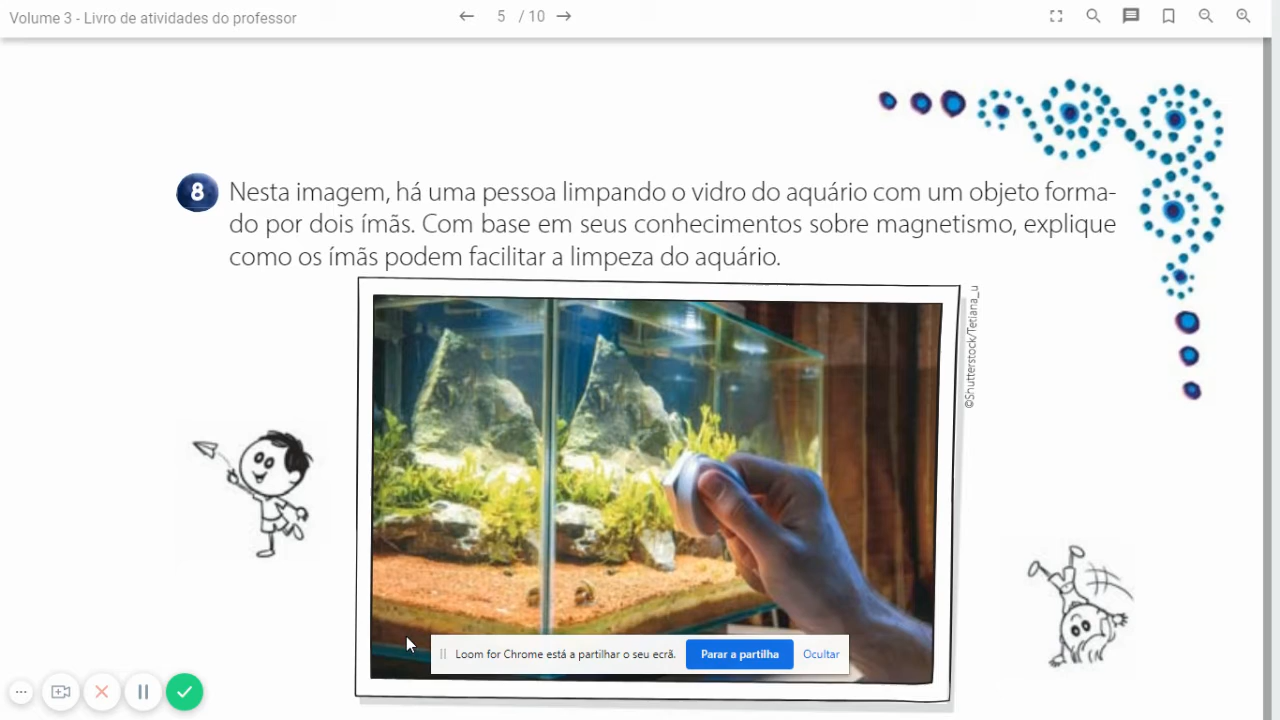 Volume 3 - Livro de atividades do professor
5 / 10
8 Nesta imagem, há uma pessoa limpando o vidro do aquário com um objeto forma-
do por dois ímãs. Com base em seus conhecimentos sobre magnetismo, explique
como os ímãs podem facilitar a limpeza do aquário.
©Shutterstock/Tetiana_u
Loom for Chrome está a partilhar o seu ecrã. Parar a partilha Ocultar